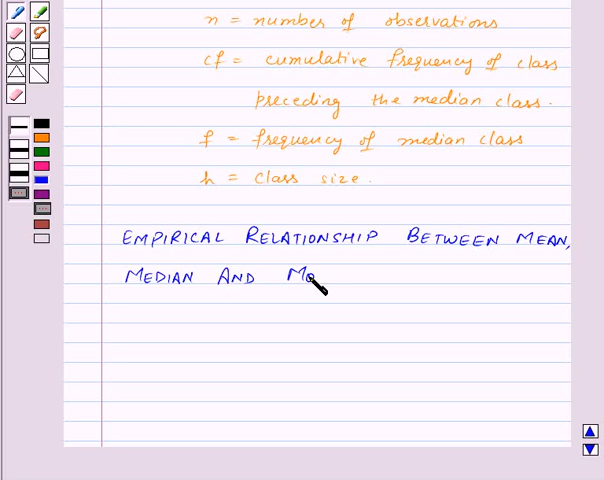 n = number of observations
cf = cumulative frequency of class
preceding the median class.
f = frequency of median class
h = class size.
EMPIRICAL RELATIONSHIP BETWEEN MEAN,
MEDIAN AND Mo